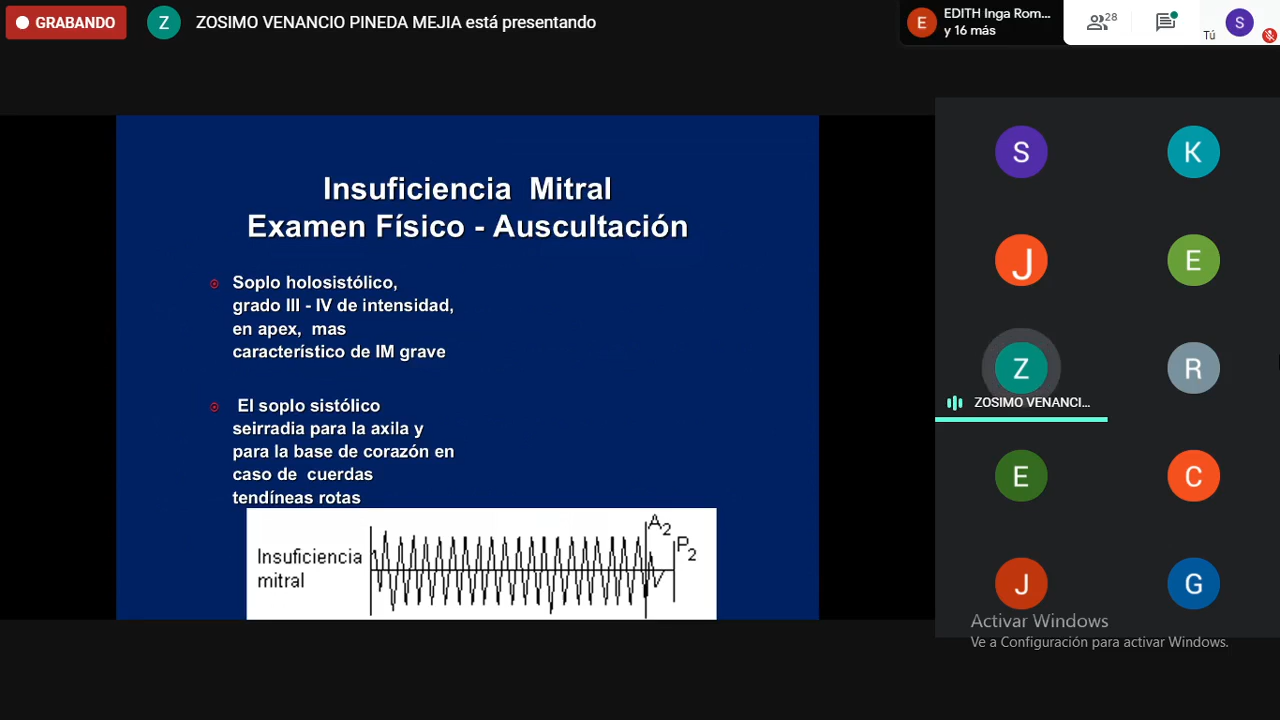 GRABANDO
Z
ZOSIMO VENANCIO PINEDA MEJIA está presentando
E
EDITH Inga Rom...
y 16 más
28
Tú
S
Insuficiencia Mitral
Examen Físico - Auscultación
Soplo holosistólico,
grado III - IV de intensidad,
en apex, mas
característico de IM grave
El soplo sistólico
seirradia para la axila y
para la base de corazón en
caso de cuerdas
tendíneas rotas
Insuficiencia
mitral
A2
P2
S
K
J
E
Z
R
ZOSIMO VENANCI...
E
C
J
G
Activar Windows
Ve a Configuración para activar Windows.